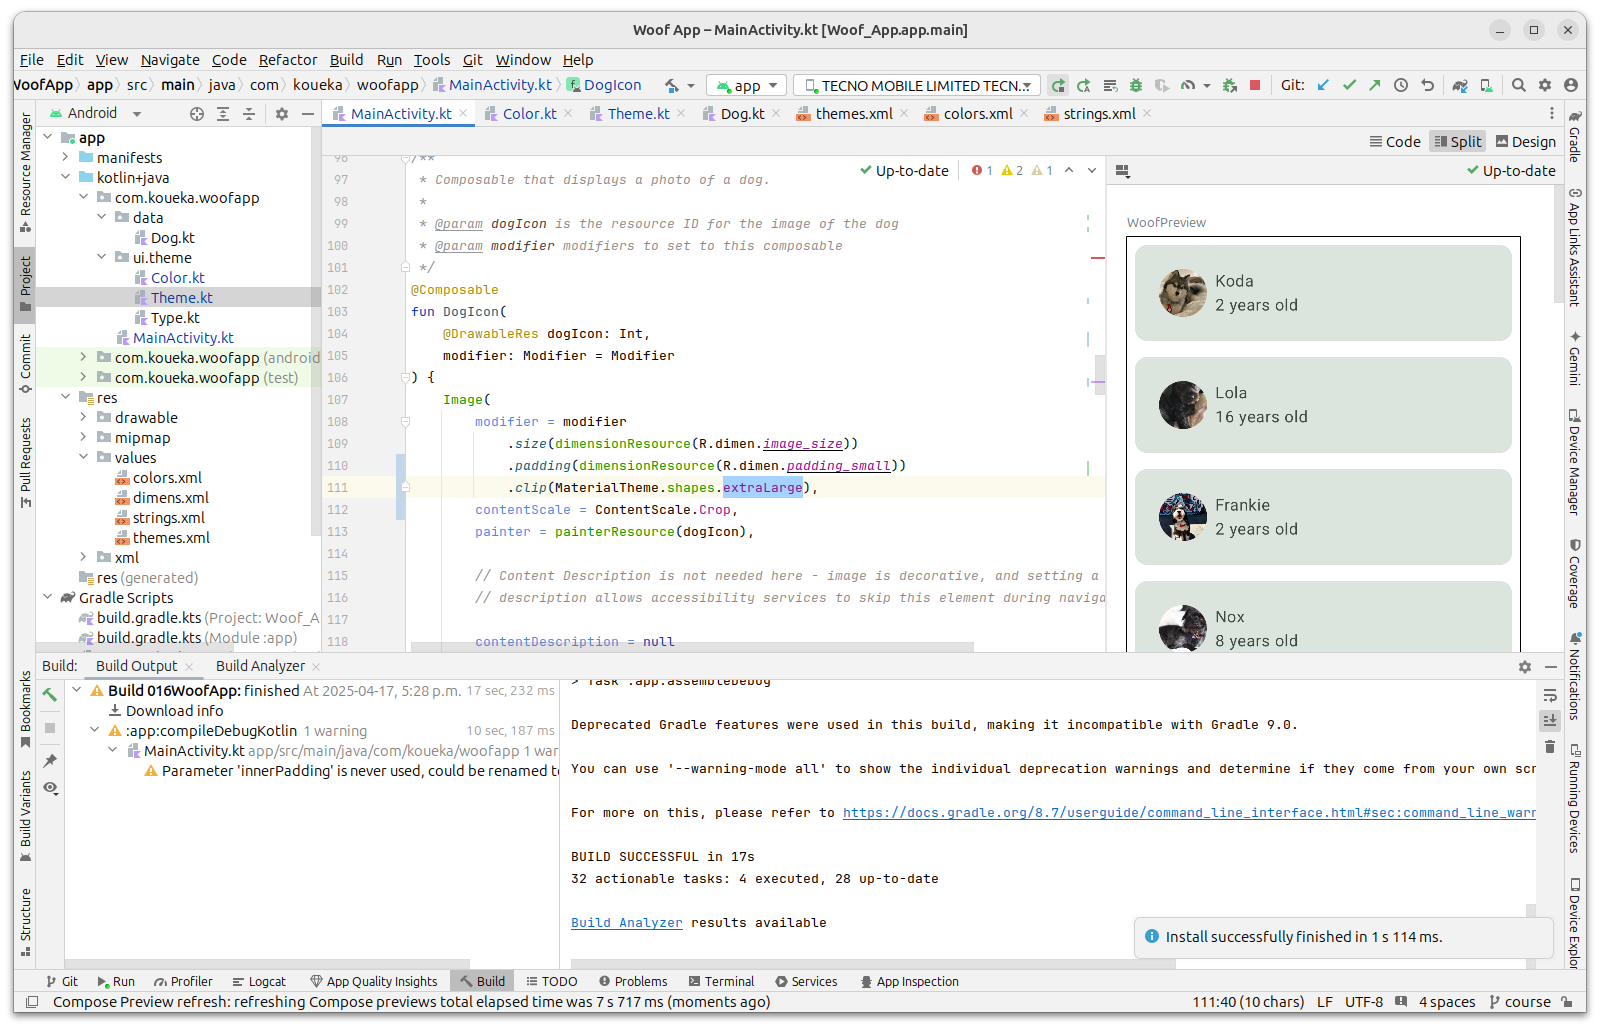 Woof App – MainActivity.kt [Woof_App.app.main]
File Edit View Navigate Code Refactor Build Run Tools Git Window Help
WoofApp app src main java com koueka woofapp MainActivity.kt DogIcon app TECNO MOBILE LIMITED TECN... Git:
Android MainActivity.kt Color.kt Theme.kt Dog.kt themes.xml colors.xml strings.xml
Code Split Design
Up-to-date 1 2 1 Up-to-date
Resource Manager
Project
Commit
Pull Requests
Bookmarks
Build Variants
Structure
app
manifests
kotlin+java
com.koueka.woofapp
data
Dog.kt
ui.theme
Color.kt
Theme.kt
Type.kt
MainActivity.kt
com.koueka.woofapp (android
com.koueka.woofapp (test)
res
drawable
mipmap
values
colors.xml
dimens.xml
strings.xml
themes.xml
xml
res (generated)
Gradle Scripts
build.gradle.kts (Project: Woof_A
build.gradle.kts (Module :app)
96 /**
97 * Composable that displays a photo of a dog.
98 *
99 * @param dogIcon is the resource ID for the image of the dog
100 * @param modifier modifiers to set to this composable
101 */
102 @Composable
103 fun DogIcon(
104 @DrawableRes dogIcon: Int,
105 modifier: Modifier = Modifier
106 ) {
107 Image(
108 modifier = modifier
109 .size(dimensionResource(R.dimen.image_size))
110 .padding(dimensionResource(R.dimen.padding_small))
111 .clip(MaterialTheme.shapes.extraLarge),
112 contentScale = ContentScale.Crop,
113 painter = painterResource(dogIcon),
114
115 // Content Description is not needed here - image is decorative, and setting a
116 // description allows accessibility services to skip this element during naviga
117
118 contentDescription = null
WoofPreview
Koda
2 years old
Lola
16 years old
Frankie
2 years old
Nox
8 years old
Gradle
App Links Assistant
Gemini
Device Manager
Coverage
Notifications
Running Devices
Device Explor
Build: Build Output Build Analyzer
Build 016WoofApp: finished At 2025-04-17, 5:28 p.m. 17 sec, 232 ms
Download info
:app:compileDebugKotlin 1 warning 10 sec, 187 ms
MainActivity.kt app/src/main/java/com/koueka/woofapp 1 war
Parameter 'innerPadding' is never used, could be renamed t
> Task :app:assembleDebug
Deprecated Gradle features were used in this build, making it incompatible with Gradle 9.0.
You can use '--warning-mode all' to show the individual deprecation warnings and determine if they come from your own scr
For more on this, please refer to https://docs.gradle.org/8.7/userguide/command_line_interface.html#sec:command_line_warn
BUILD SUCCESSFUL in 17s
32 actionable tasks: 4 executed, 28 up-to-date
Build Analyzer results available
Install successfully finished in 1 s 114 ms.
Git Run Profiler Logcat App Quality Insights Build TODO Problems Terminal Services App Inspection
Compose Preview refresh: refreshing Compose previews total elapsed time was 7 s 717 ms (moments ago) 111:40 (10 chars) LF UTF-8 4 spaces course